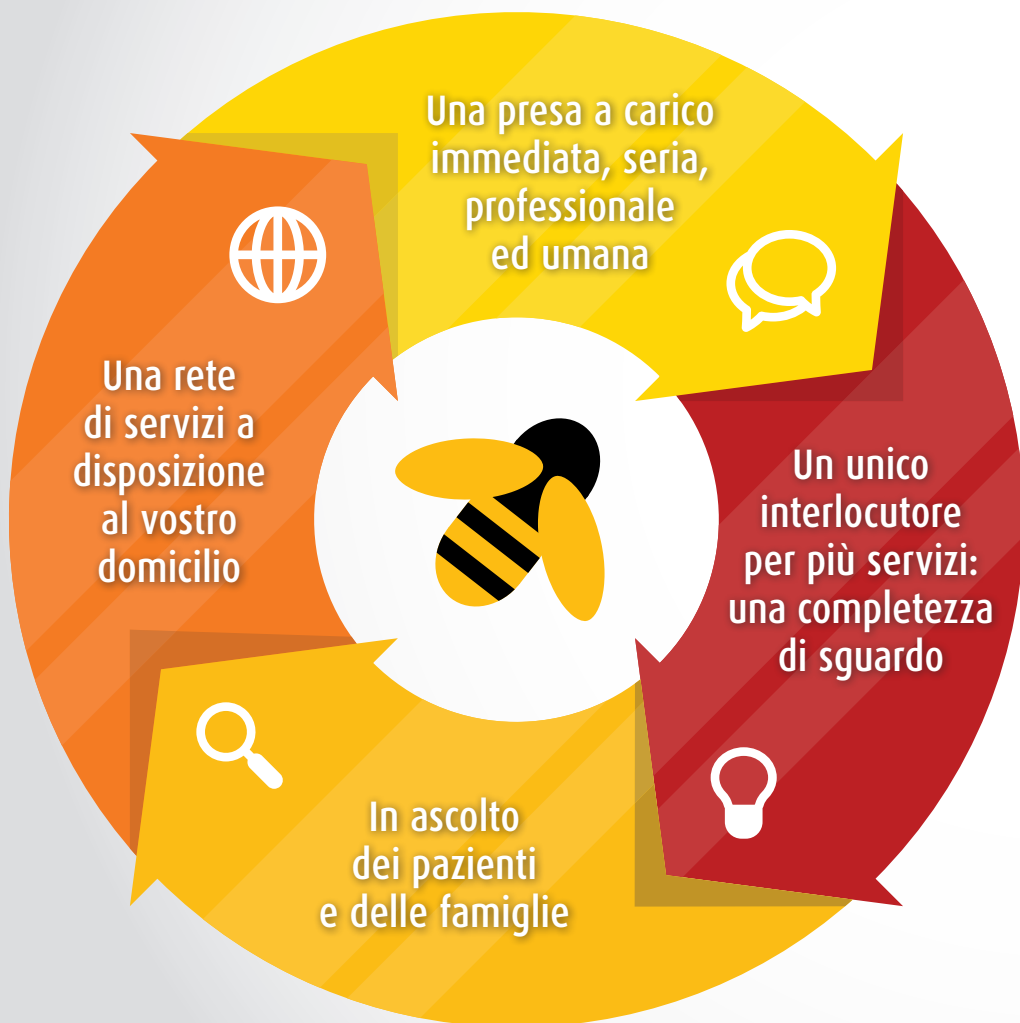 Una presa a carico
immediata, seria,
professionale
ed umana
Un unico
interlocutore
per più servizi:
una completezza
di sguardo
In ascolto
dei pazienti
e delle famiglie
Una rete
di servizi a
disposizione
al vostro
domicilio